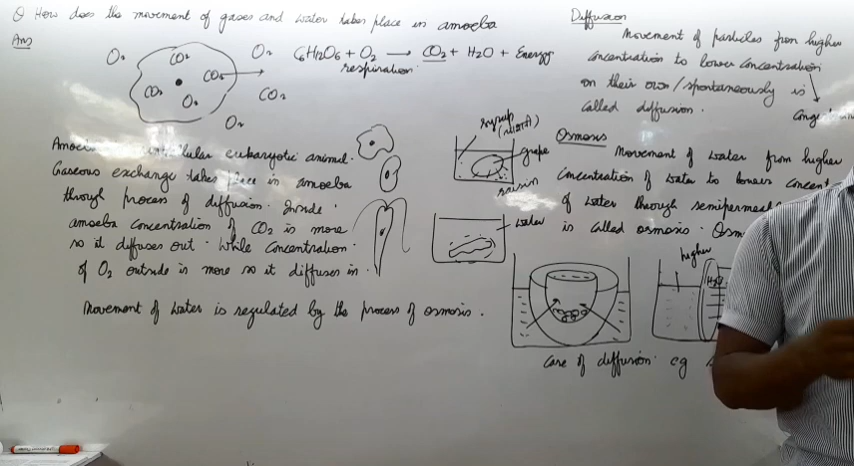 Q How does the movement of gases and water takes place in amoeba
Ans
O₂
CO₂
CO₂
CO₂
O₂
O₂
CO₂
O₂
C₆H₁₂O₆ + O₂ → CO₂ + H₂O + Energy
respiration
eukaryotic animal.
Gaseous exchange takes place in amoeba
through process of diffusion. Inside
amoeba concentration of CO₂ is more
so it diffuses out. While concentration
of O₂ outside is more so it diffuses in.
Movement of water is regulated by the process of osmosis.
Diffusion
Movement of particles from higher
concentration to lower concentration
on their own/spontaneously is
called diffusion.
syrup
grape
raisin
water
Osmosis
Movement of water from higher
concentration of water to lower
of water through
is called osmosis.
higher
H₂O
case of diffusion eg